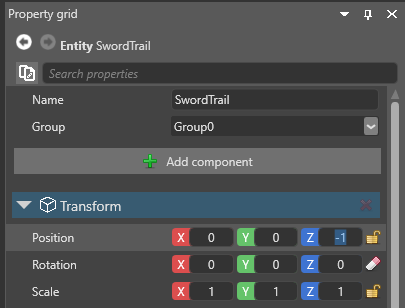 Property grid
Entity SwordTrail
Search properties
Name SwordTrail
Group Group0
Add component
Transform
Position X 0 Y 0 Z -1
Rotation X 0 Y 0 Z 0
Scale X 1 Y 1 Z 1